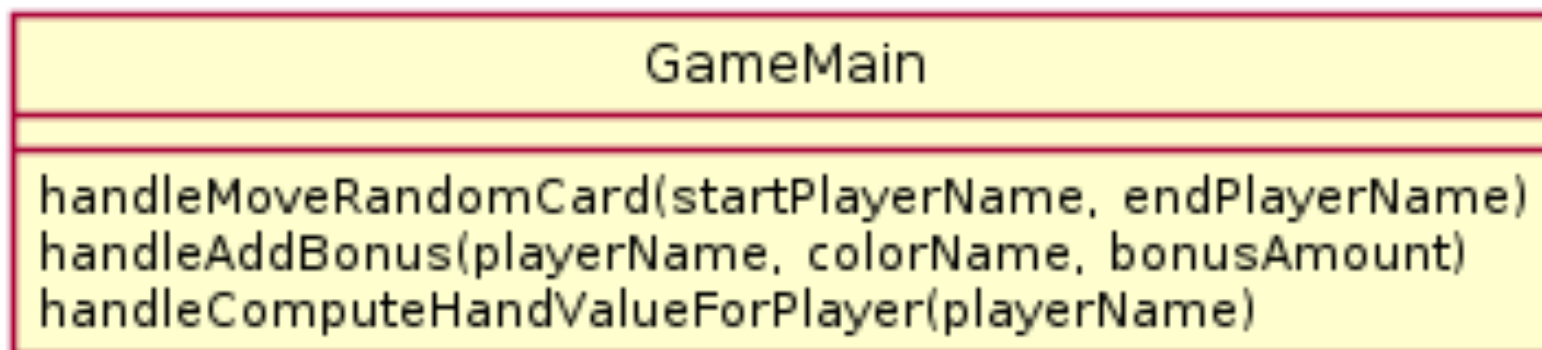 GameMain
handleMoveRandomCard(startPlayerName, endPlayerName)
handleAddBonus(playerName, colorName, bonusAmount)
handleComputeHandValueForPlayer(playerName)